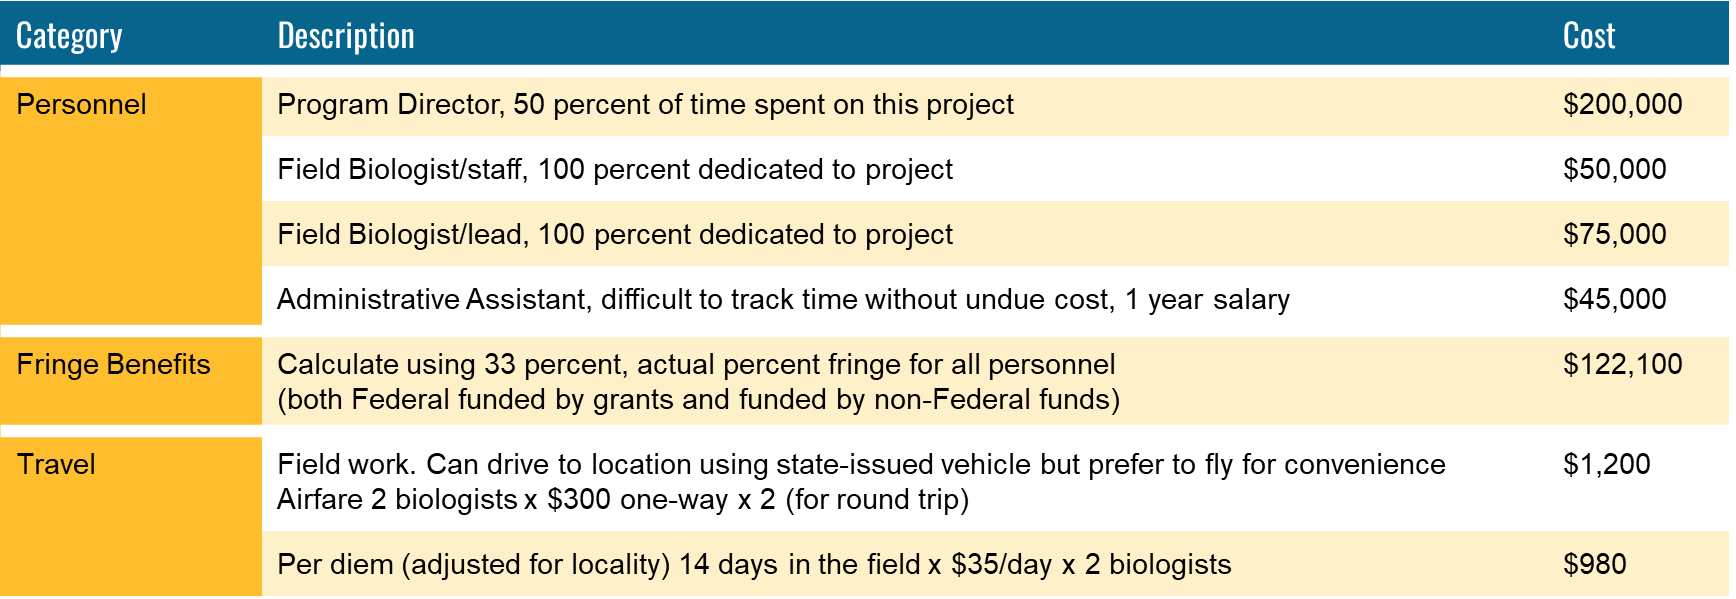 Category Description Cost
Personnel Program Director, 50 percent of time spent on this project $200,000
Field Biologist/staff, 100 percent dedicated to project $50,000
Field Biologist/lead, 100 percent dedicated to project $75,000
Administrative Assistant, difficult to track time without undue cost, 1 year salary $45,000
Fringe Benefits Calculate using 33 percent, actual percent fringe for all personnel $122,100
(both Federal funded by grants and funded by non-Federal funds)
Travel Field work. Can drive to location using state-issued vehicle but prefer to fly for convenience $1,200
Airfare 2 biologists x $300 one-way x 2 (for round trip)
Per diem (adjusted for locality) 14 days in the field x $35/day x 2 biologists $980